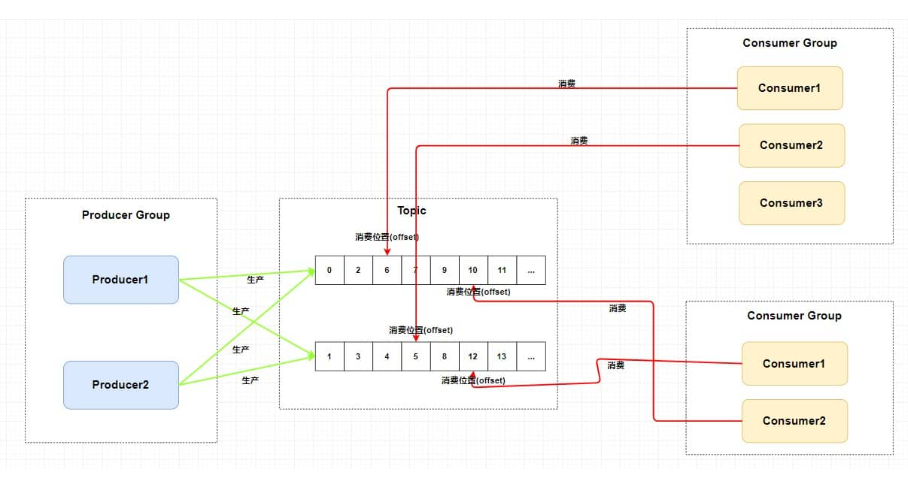 Consumer Group
Consumer1
消费
Consumer2
消费
Consumer3
Producer Group
Topic
消费位置(offset)
Producer1
生产
0 2 6 7 9 10 11 ...
消费位置(offset)
生产
消费
Consumer Group
消费位置(offset)
生产
1 3 4 5 8 12 13 ...
Consumer1
消费
Producer2
生产
消费位置(offset)
Consumer2